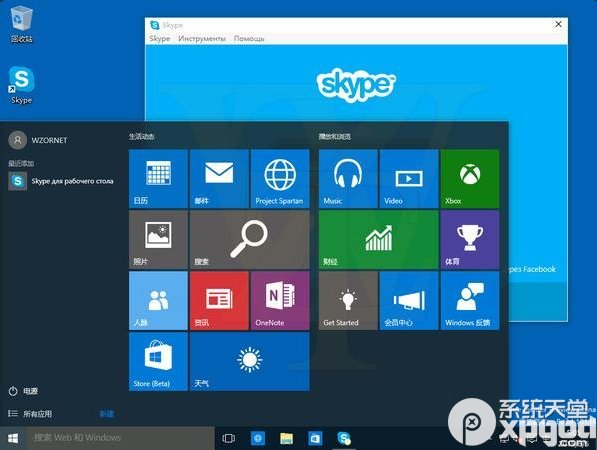 回收站
Skype
Skype
Skype Инструменты Помощь
skype
рез Facebook
WZORNET
最近添加
Skype для рабочего стола
生活动态
日历
邮件
Project Spartan
照片
搜索
人脉
资讯
OneNote
Store (Beta)
天气
播放和浏览
Music
Video
Xbox
财经
体育
Get Started
会员中心
Windows 反馈
电源
所有应用
新建
搜索 Web 和 Windows
系统天堂
xpgod